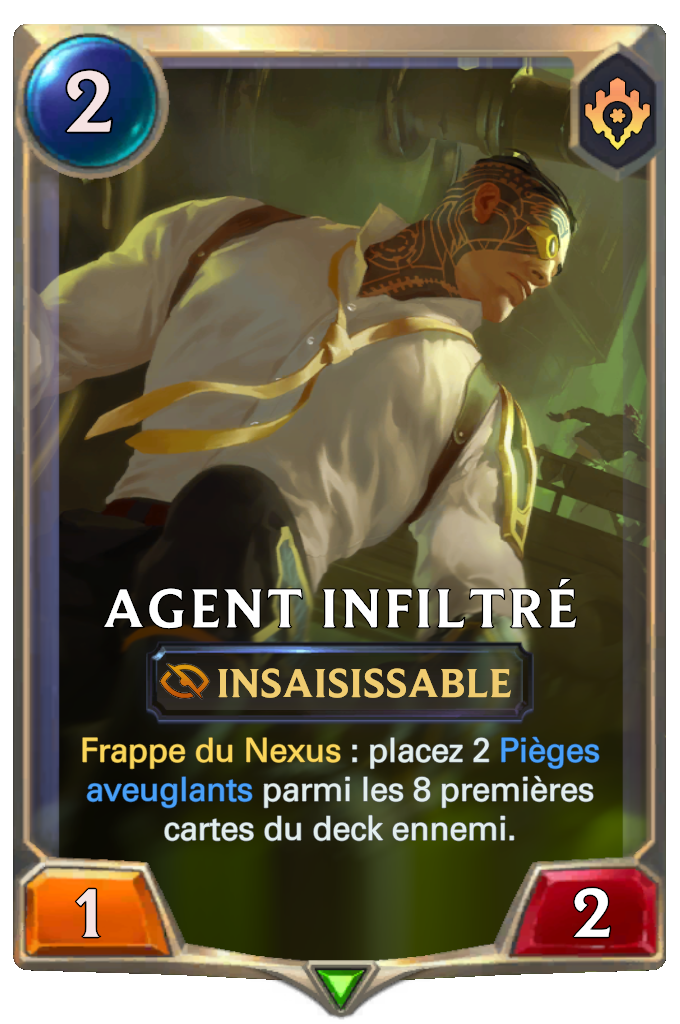 2
AGENT INFILTRÉ
INSAISISSABLE
Frappe du Nexus : placez 2 Pièges
aveuglants parmi les 8 premières
cartes du deck ennemi.
1
2